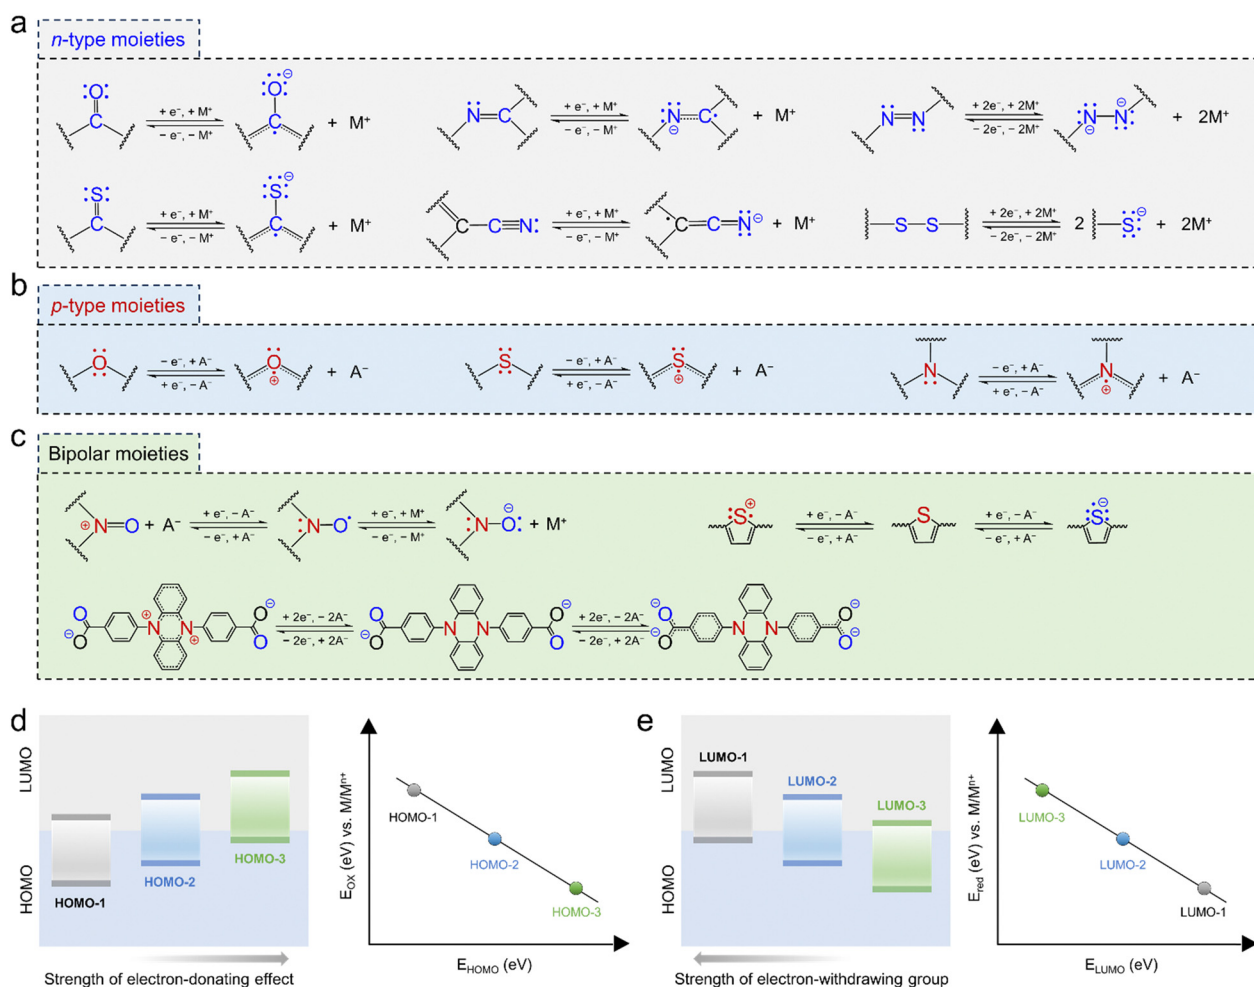 a
n-type moieties
O + e⁻, + M⁺ O ⊖
C − e⁻, − M⁺ C + M⁺
N C + e⁻, + M⁺ N C + M⁺
− e⁻, − M⁺ ⊖
N N + 2e⁻, + 2M⁺ N N ⊖ + 2M⁺
− 2e⁻, − 2M⁺ ⊖
S + e⁻, + M⁺ S ⊖
C − e⁻, − M⁺ C + M⁺
C C N + e⁻, + M⁺ C C N ⊖ + M⁺
− e⁻, − M⁺
S S + 2e⁻, + 2M⁺ 2 S ⊖ + 2M⁺
− 2e⁻, − 2M⁺
b
p-type moieties
O − e⁻, + A⁻ O + A⁻
+ e⁻, − A⁻ ⊕
S − e⁻, + A⁻ S + A⁻
+ e⁻, − A⁻ ⊕
N − e⁻, + A⁻ N + A⁻
+ e⁻, − A⁻ ⊕
c
Bipolar moieties
N O + A⁻ + e⁻, − A⁻ N O + e⁻, + M⁺ N O ⊖ + M⁺
⊕ − e⁻, + A⁻ − e⁻, − M⁺
S ⊕ + e⁻, − A⁻ S + e⁻, − A⁻ S ⊖
− e⁻, + A⁻ − e⁻, + A⁻
⊖ O O N ⊕ N ⊕ O ⊖ O + 2e⁻, − 2A⁻ O ⊖ O N N O ⊖ O + 2e⁻, − 2A⁻ O ⊖ ⊖ O N N O ⊖ O ⊖
− 2e⁻, + 2A⁻ − 2e⁻, + 2A⁻
d
LUMO
HOMO
HOMO-1
HOMO-2
HOMO-3
Strength of electron-donating effect
E_OX (eV) vs. M/Mⁿ⁺
HOMO-1
HOMO-2
HOMO-3
E_HOMO (eV)
e
LUMO
HOMO
LUMO-1
LUMO-2
LUMO-3
Strength of electron-withdrawing group
E_red (eV) vs. M/Mⁿ⁺
LUMO-3
LUMO-2
LUMO-1
E_LUMO (eV)